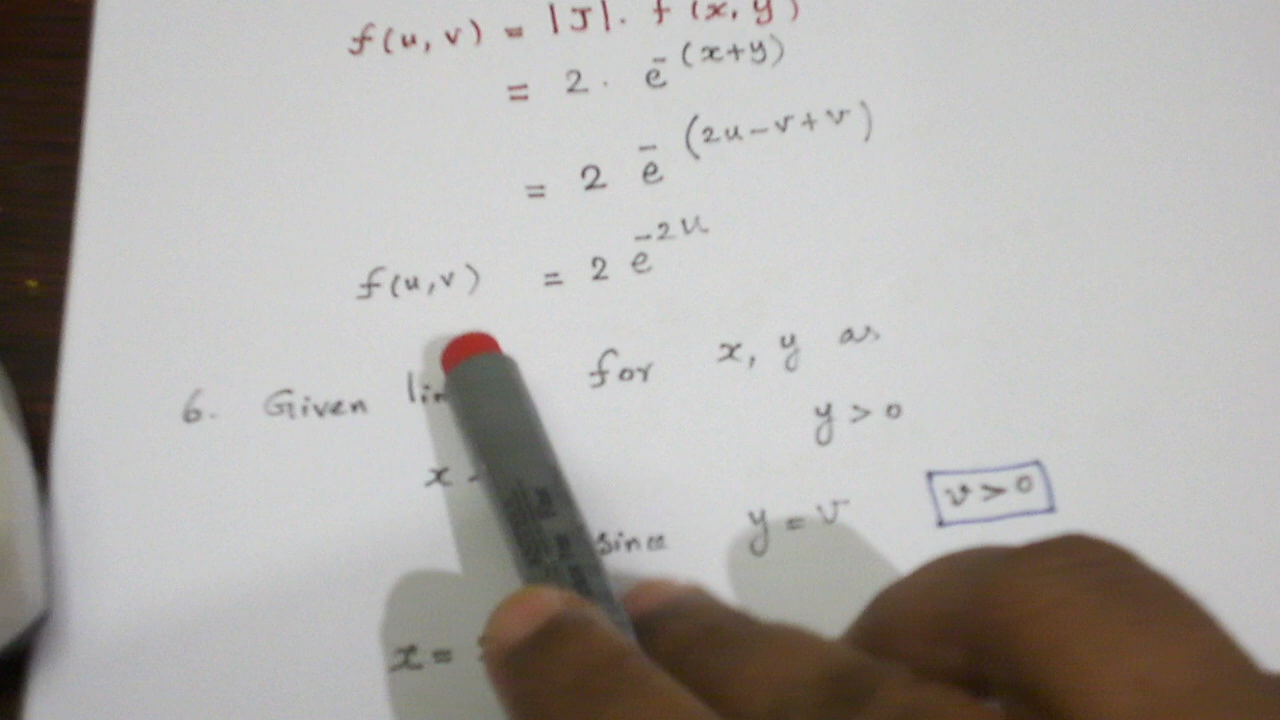 f(u,v) = |J|. f(x,y)
= 2 . e^-(x+y)
= 2 e^-(2u-v+v)
f(u,v) = 2 e^-2u
6. Given for x, y as
x y > 0
since y = v v > 0
x =